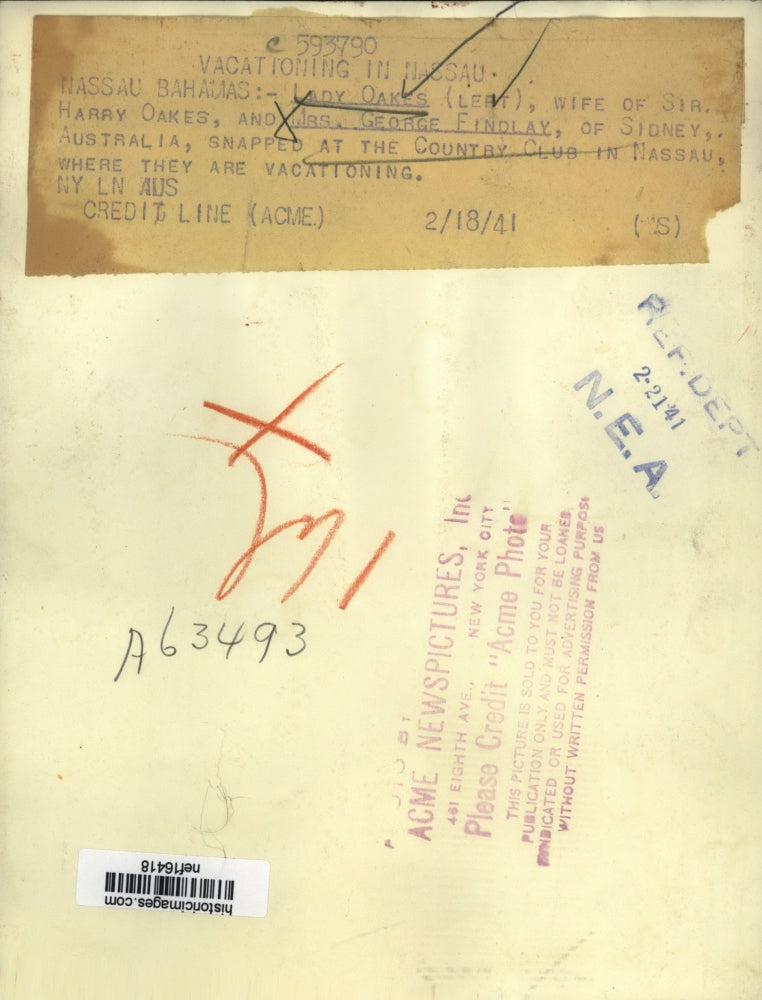 C 593790
VACATIONING IN NASSAU.
NASSAU BAHAMAS:- LADY OAKES (LEFT), WIFE OF SIR.
HARRY OAKES, AND MRS. GEORGE FINDLAY, OF SIDNEY,.
AUSTRALIA, SNAPPED AT THE COUNTRY CLUB IN NASSAU,
WHERE THEY ARE VACATIONING.
NY LN AUS
CREDIT LINE (ACME) 2/18/41 (WS)
REF. DEPT
2-21-41
N.E.A.
A63493
ACME NEWSPICTURES, Inc
461 EIGHTH AVE., NEW YORK CITY
Please Credit "Acme Photo"
THIS PICTURE IS SOLD TO YOU FOR YOUR
PUBLICATION ONLY AND MUST NOT BE LOANED
SYNDICATED OR USED FOR ADVERTISING PURPOSE
WITHOUT WRITTEN PERMISSION FROM US
historicimages.com
nef16418